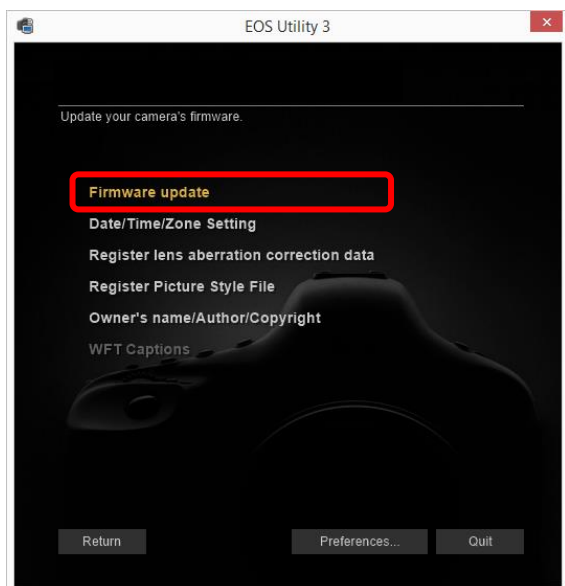 EOS Utility 3
Update your camera's firmware.
Firmware update
Date/Time/Zone Setting
Register lens aberration correction data
Register Picture Style File
Owner's name/Author/Copyright
WFT Captions
Return Preferences... Quit